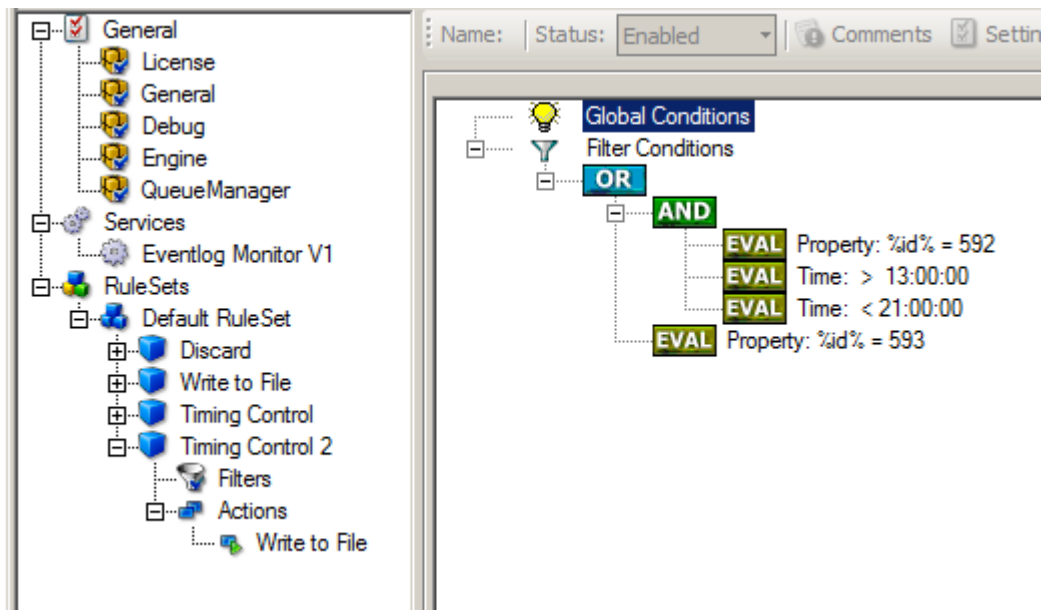 General
License
General
Debug
Engine
QueueManager
Services
Eventlog Monitor V1
RuleSets
Default RuleSet
Discard
Write to File
Timing Control
Timing Control 2
Filters
Actions
Write to File
Name: Status: Enabled Comments Settin
Global Conditions
Filter Conditions
OR
AND
EVAL Property: %id% = 592
EVAL Time: > 13:00:00
EVAL Time: < 21:00:00
EVAL Property: %id% = 593